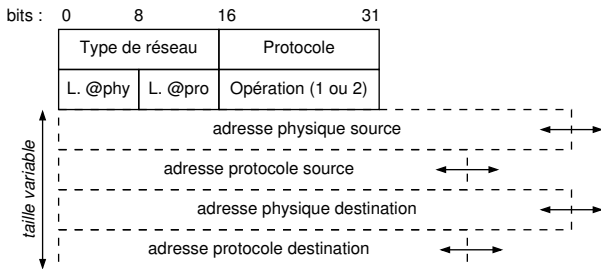 bits : 0 8 16 31
Type de réseau Protocole
L. @phy L. @pro Opération (1 ou 2)
adresse physique source
adresse protocole source
adresse physique destination
adresse protocole destination
taille variable